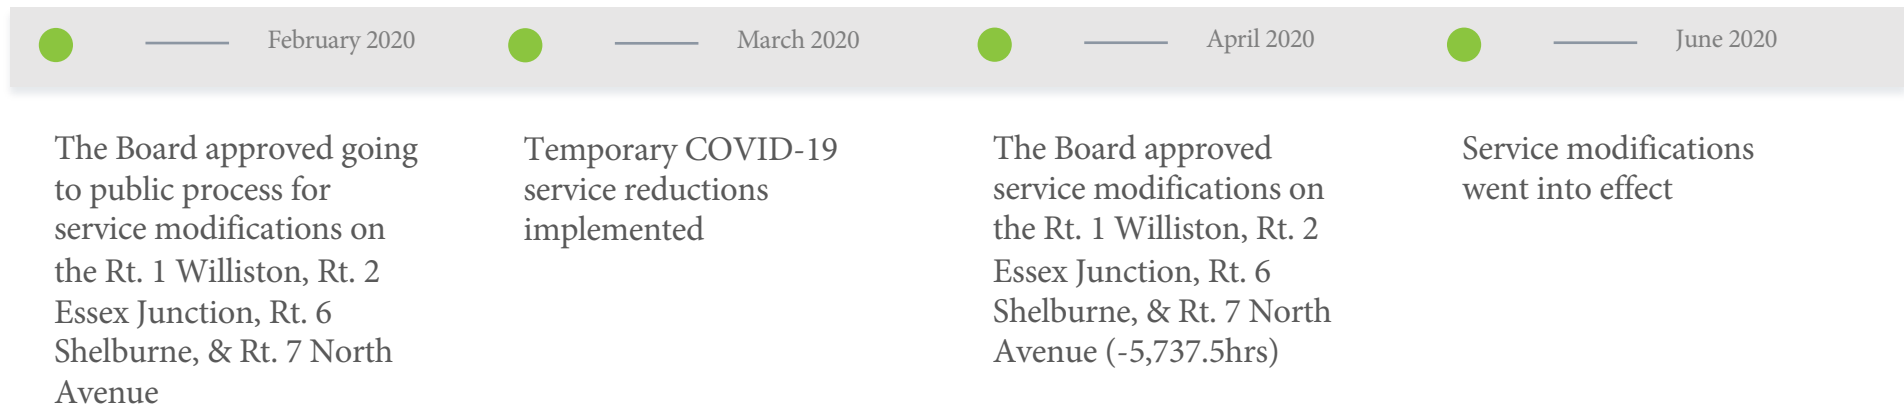 February 2020
The Board approved going
to public process for
service modifications on
the Rt. 1 Williston, Rt. 2
Essex Junction, Rt. 6
Shelburne, & Rt. 7 North
Avenue
March 2020
Temporary COVID-19
service reductions
implemented
April 2020
The Board approved
service modifications on
the Rt. 1 Williston, Rt. 2
Essex Junction, Rt. 6
Shelburne, & Rt. 7 North
Avenue (-5,737.5hrs)
June 2020
Service modifications
went into effect